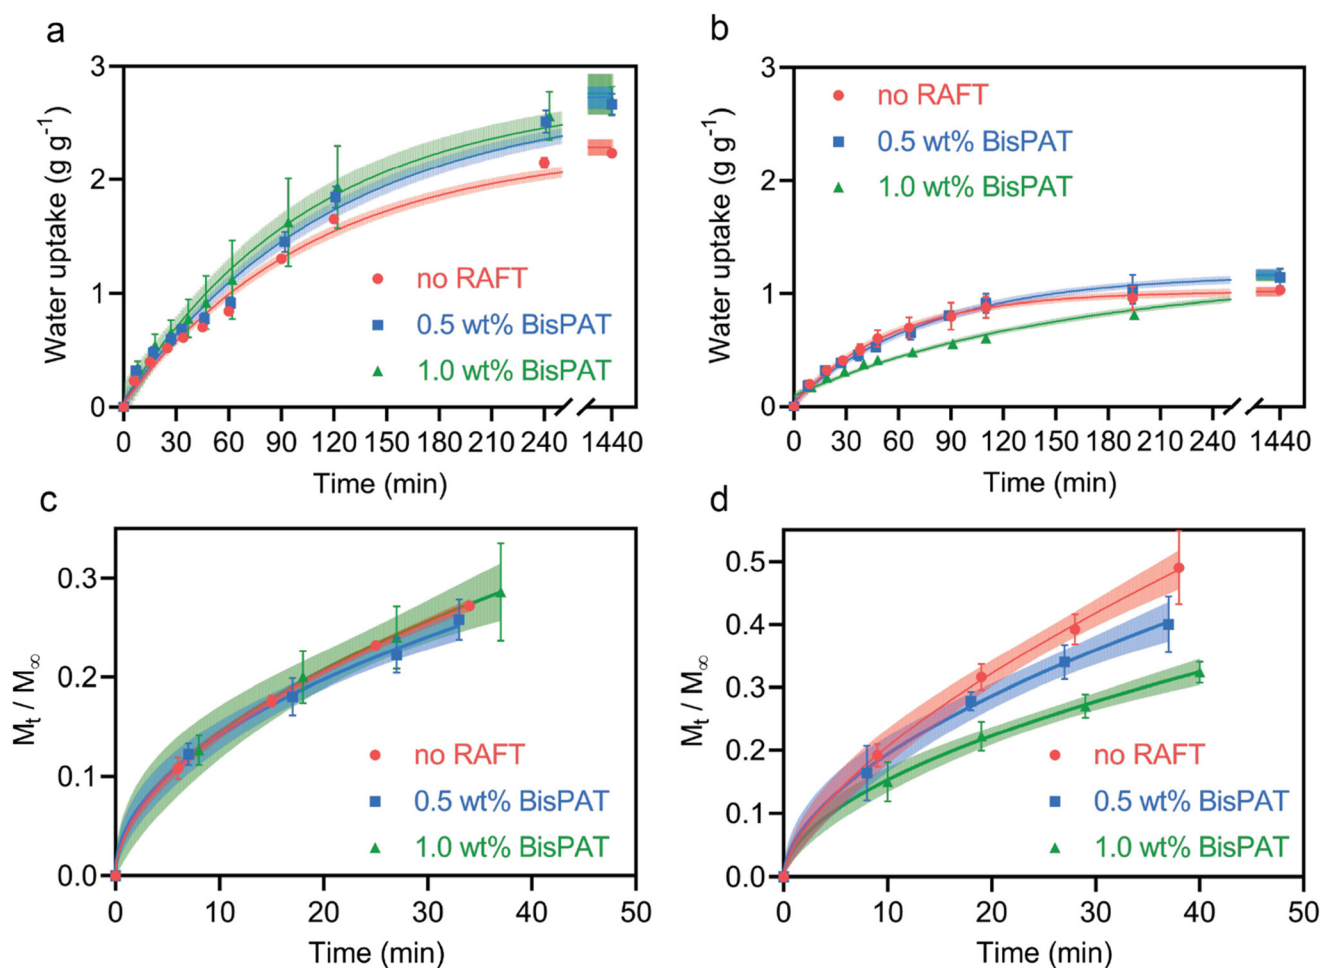 a
3
2
1
0
Water uptake (g g⁻¹)
no RAFT
0.5 wt% BisPAT
1.0 wt% BisPAT
0 30 60 90 120 150 180 210 240 1440
Time (min)
b
3
2
1
0
Water uptake (g g⁻¹)
no RAFT
0.5 wt% BisPAT
1.0 wt% BisPAT
0 30 60 90 120 150 180 210 240 1440
Time (min)
c
0.3
0.2
0.1
0.0
Mt / M∞
no RAFT
0.5 wt% BisPAT
1.0 wt% BisPAT
0 10 20 30 40 50
Time (min)
d
0.5
0.4
0.3
0.2
0.1
0.0
Mt / M∞
no RAFT
0.5 wt% BisPAT
1.0 wt% BisPAT
0 10 20 30 40 50
Time (min)